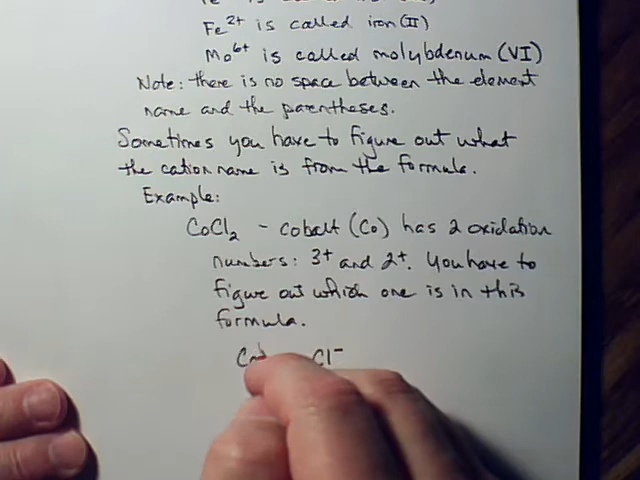 Fe²⁺ is called iron (II)
Mo⁶⁺ is called molybdenum (VI)
Note: there is no space between the element
name and the parentheses.
Sometimes you have to figure out what
the cation name is from the formula.
Example:
CoCl₂ - cobalt (Co) has 2 oxidation
numbers: 3⁺ and 2⁺. You have to
figure out which one is in this
formula.
Cl⁻